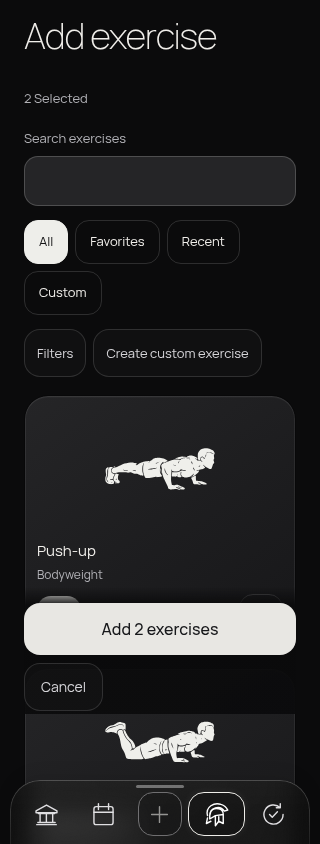 Add exercise
2 Selected
Search exercises
All
Favorites
Recent
Custom
Filters
Create custom exercise
Push-up
Bodyweight
Add 2 exercises
Cancel